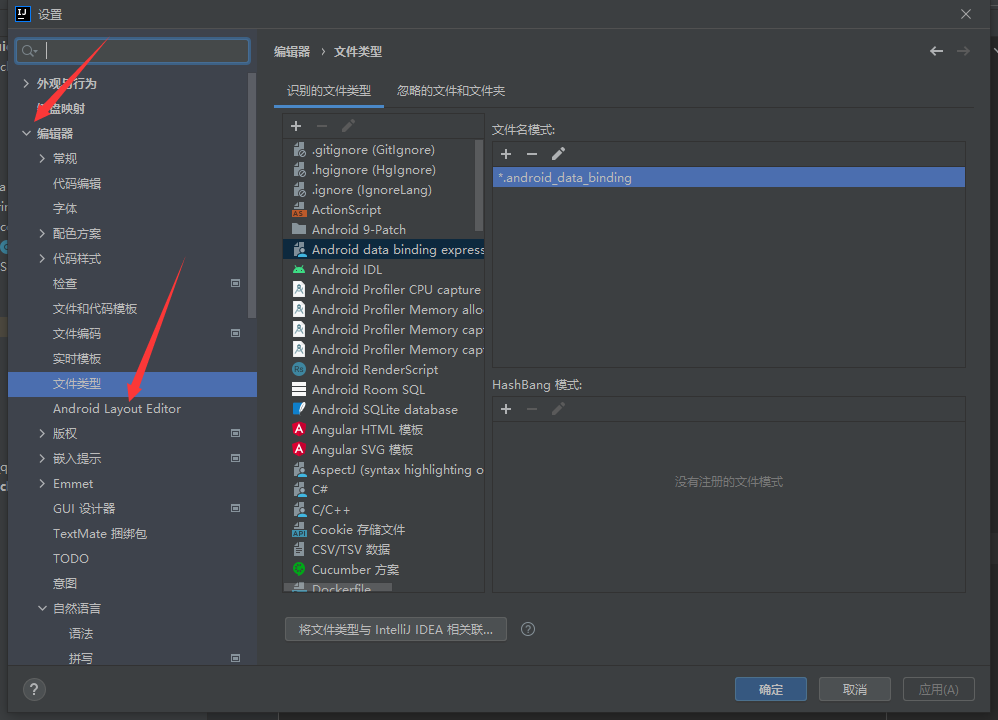 设置
外观与行为
盘映射
编辑器
常规
代码编辑
字体
配色方案
代码样式
检查
文件和代码模板
文件编码
实时模板
文件类型
Android Layout Editor
版权
嵌入提示
Emmet
GUI 设计器
TextMate 捆绑包
TODO
意图
自然语言
语法
拼写
编辑器 › 文件类型
识别的文件类型 忽略的文件和文件夹
.gitignore (GitIgnore)
.hgignore (HgIgnore)
.ignore (IgnoreLang)
ActionScript
Android 9-Patch
Android data binding express
Android IDL
Android Profiler CPU capture
Android Profiler Memory allo
Android Profiler Memory cap
Android Profiler Memory cap
Android RenderScript
Android Room SQL
Android SQLite database
Angular HTML 模板
Angular SVG 模板
AspectJ (syntax highlighting o
C#
C/C++
Cookie 存储文件
CSV/TSV 数据
Cucumber 方案
Dockerfile
文件名模式:
*.android_data_binding
HashBang 模式:
没有注册的文件模式
将文件类型与 IntelliJ IDEA 相关联...
确定 取消 应用(A)